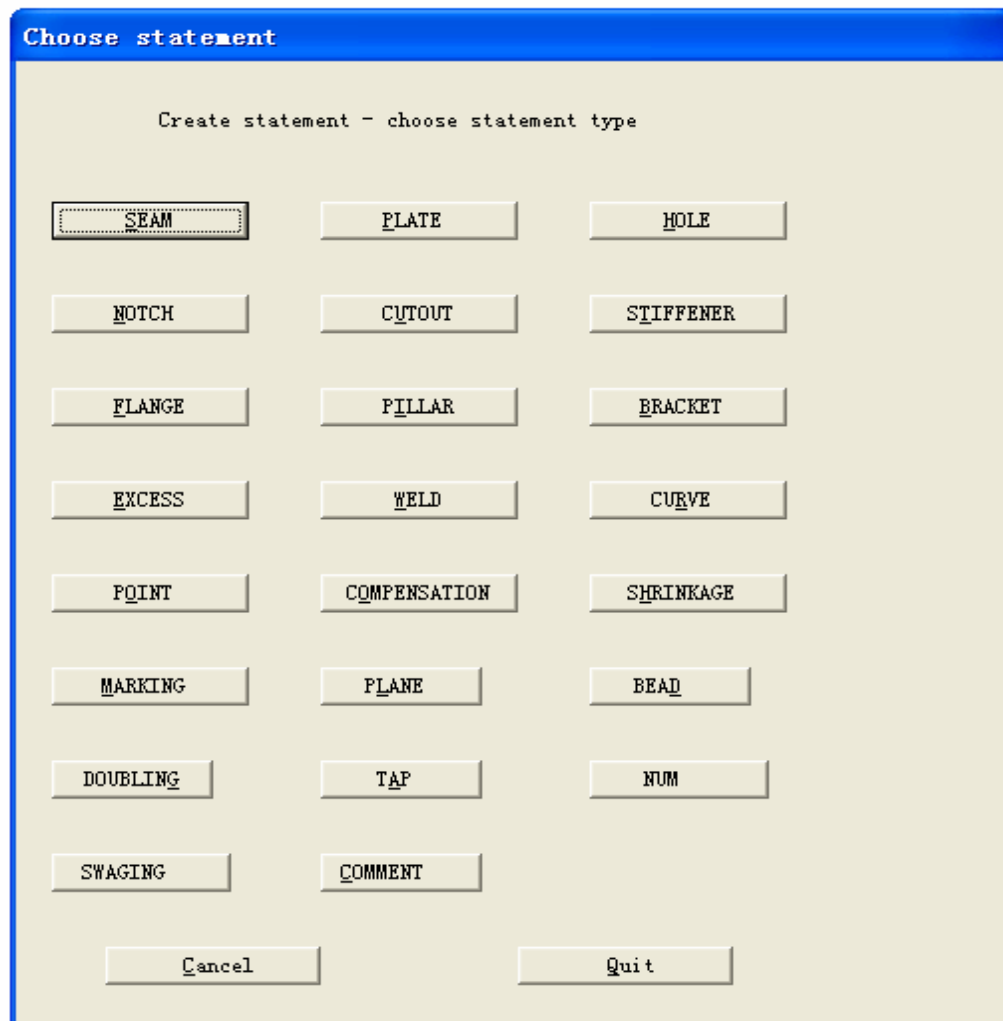 Choose statement
Create statement - choose statement type
SEAM PLATE HOLE
NOTCH CUTOUT STIFFENER
FLANGE PILLAR BRACKET
EXCESS WELD CURVE
POINT COMPENSATION SHRINKAGE
MARKING PLANE BEAD
DOUBLING TAP NUM
SWAGING COMMENT
Cancel Quit